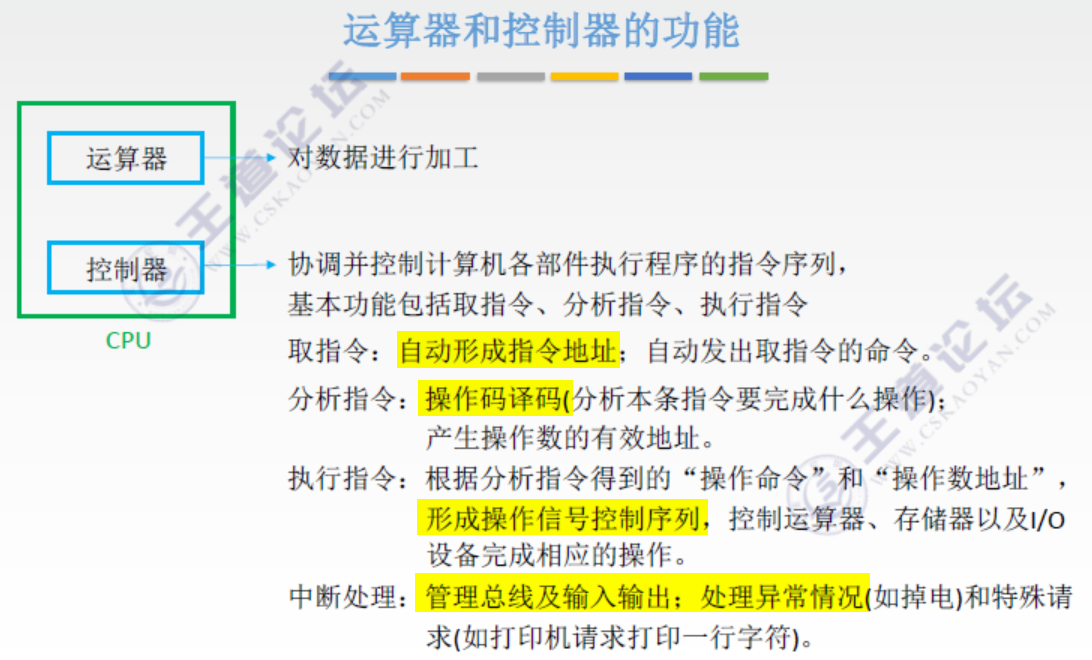 运算器和控制器的功能
运算器
对数据进行加工
控制器
协调并控制计算机各部件执行程序的指令序列，
基本功能包括取指令、分析指令、执行指令
CPU
取指令：自动形成指令地址；自动发出取指令的命令。
分析指令：操作码译码(分析本条指令要完成什么操作)；
产生操作数的有效地址。
执行指令：根据分析指令得到的“操作命令”和“操作数地址”，
形成操作信号控制序列，控制运算器、存储器以及I/O
设备完成相应的操作。
中断处理：管理总线及输入输出；处理异常情况(如掉电)和特殊请
求(如打印机请求打印一行字符)。
王道论坛
WWW.CSKAOYAN.COM
王道论坛
WWW.CSKAOYAN.COM